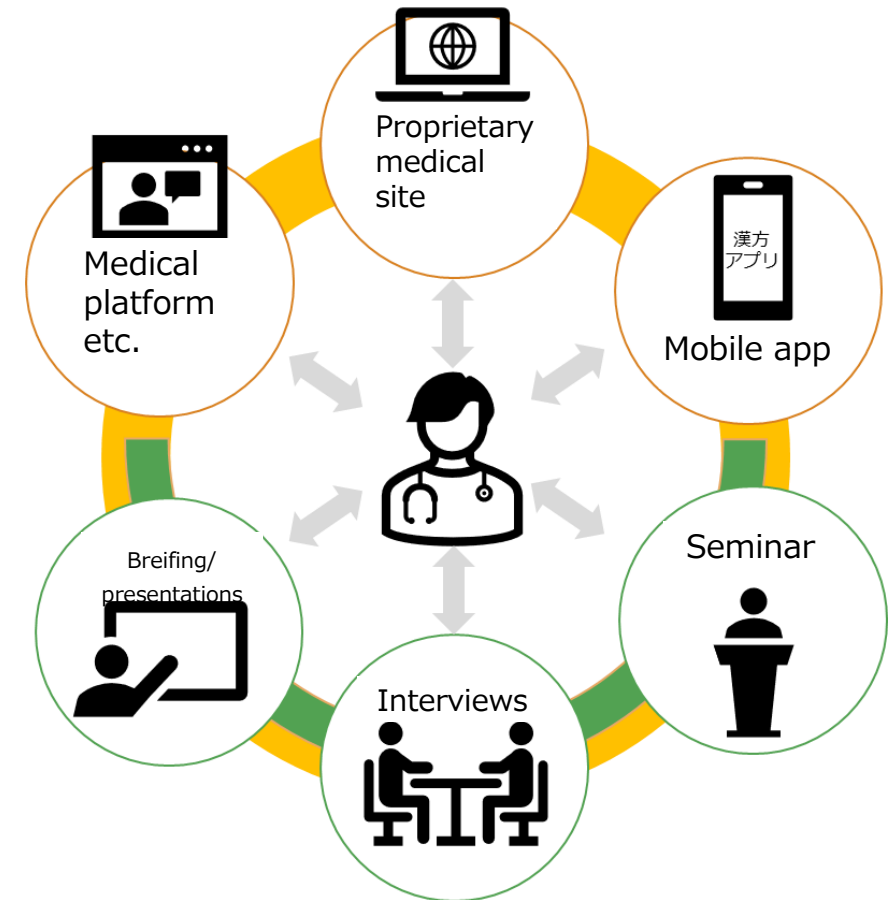 Proprietary
medical
site
漢方
アプリ
Mobile app
Medical
platform
etc.
Seminar
Breifing/
presentations
Interviews